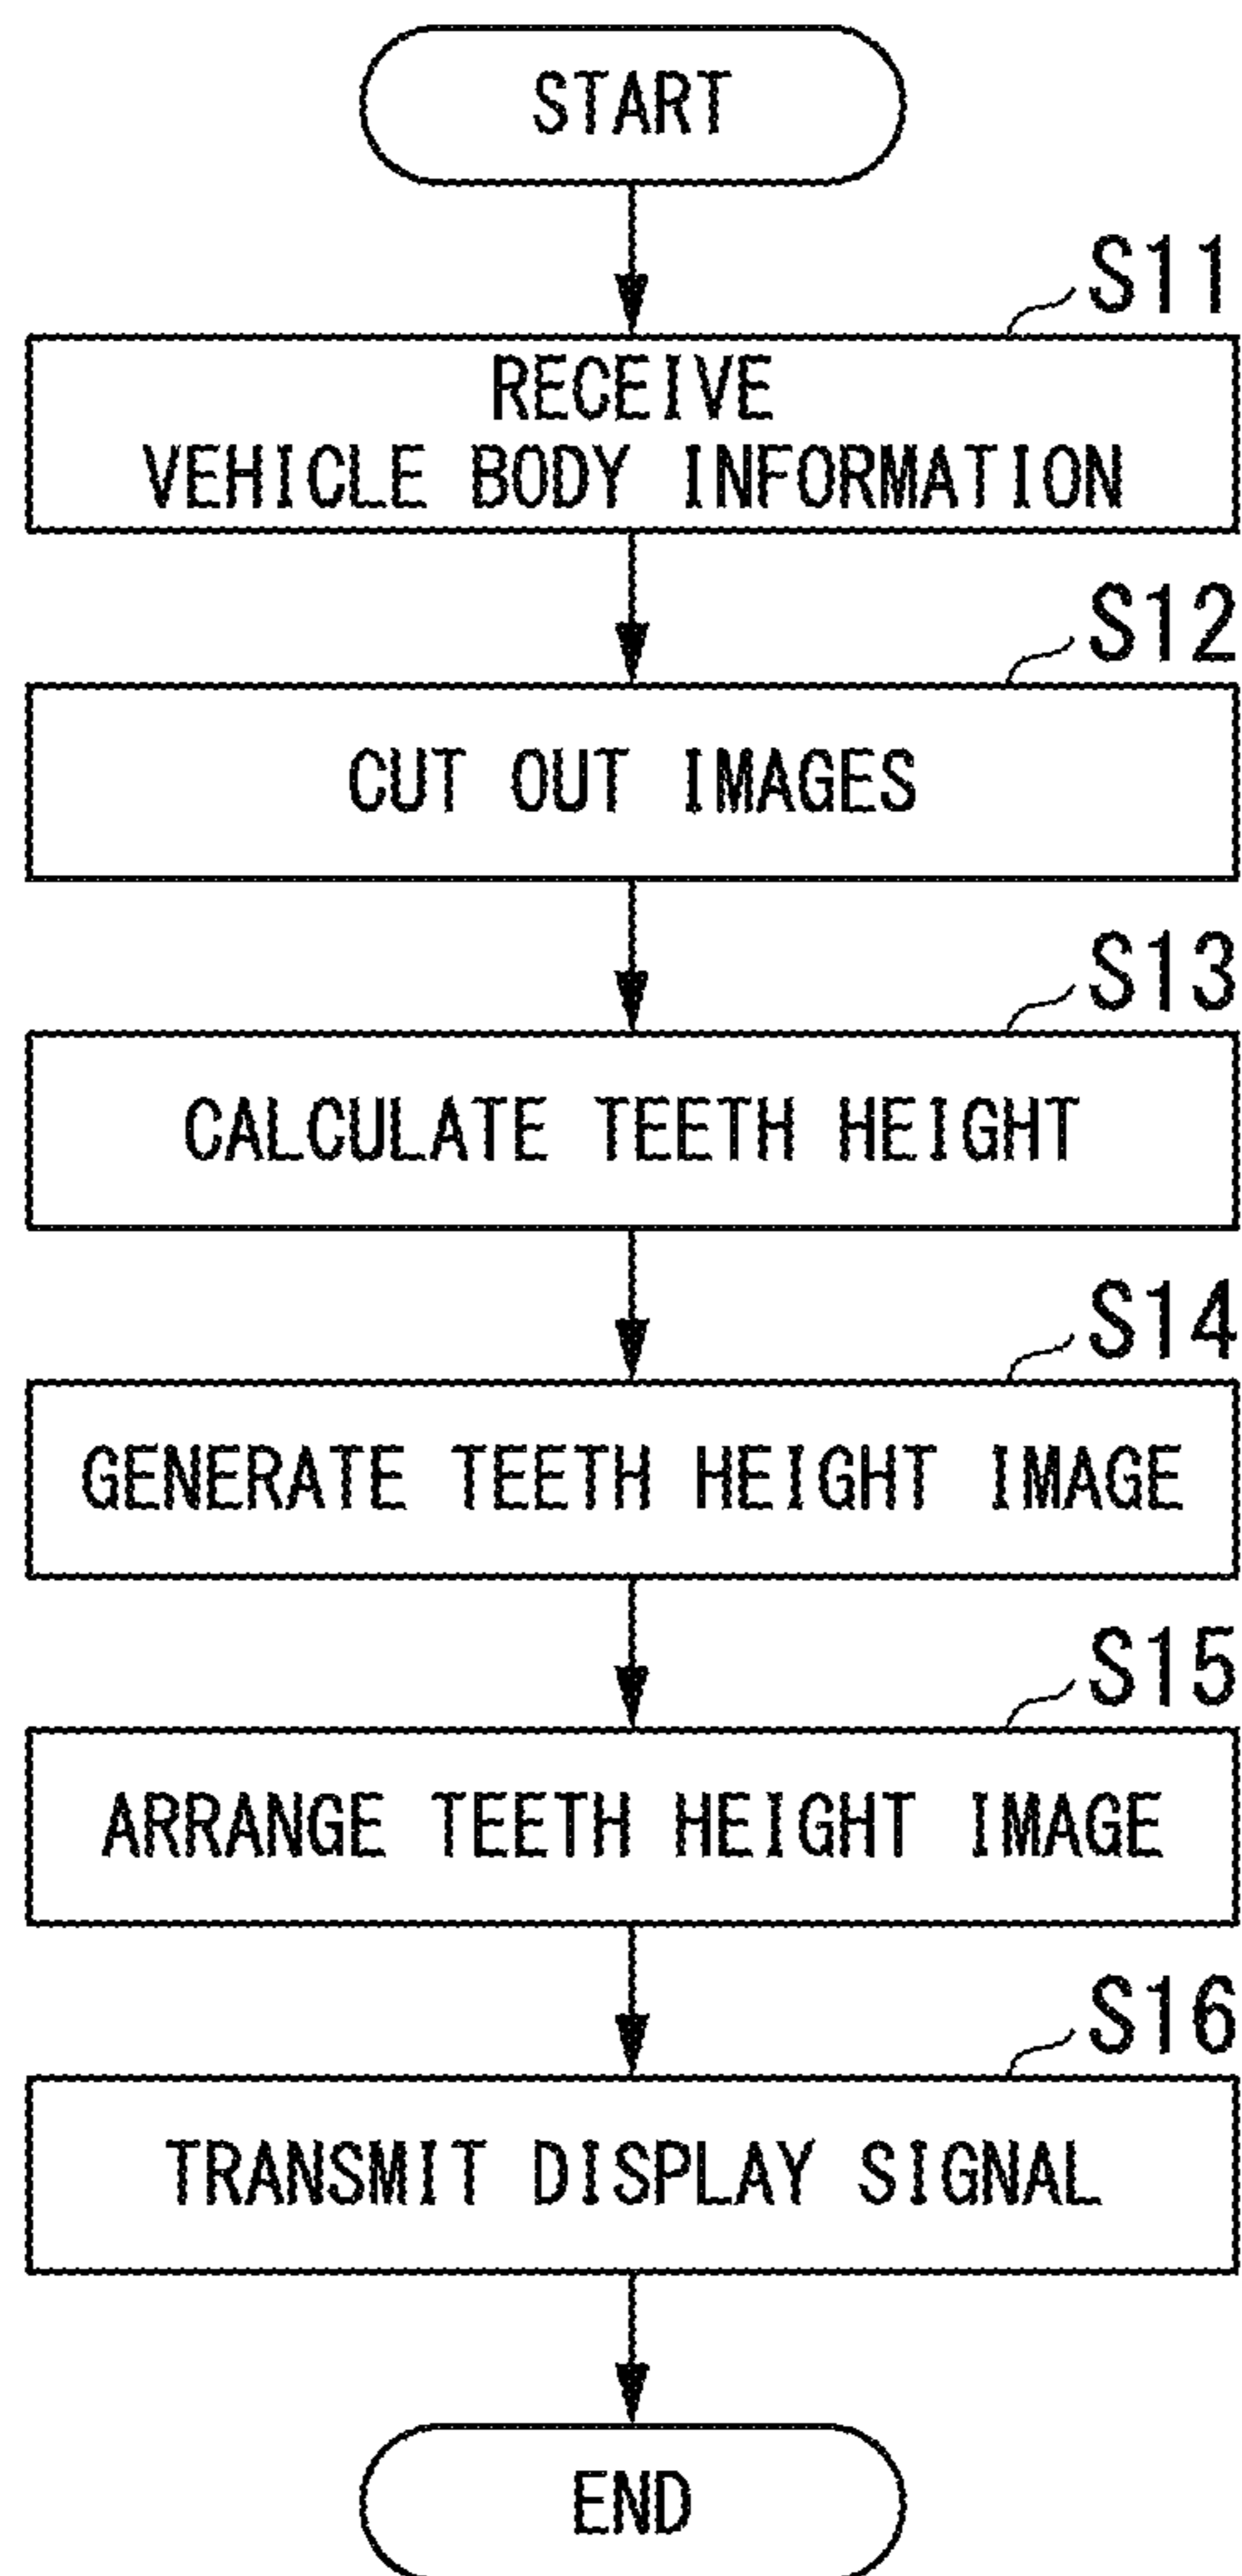 START
S11
RECEIVE
VEHICLE BODY INFORMATION
S12
CUT OUT IMAGES
S13
CALCULATE TEETH HEIGHT
S14
GENERATE TEETH HEIGHT IMAGE
S15
ARRANGE TEETH HEIGHT IMAGE
S16
TRANSMIT DISPLAY SIGNAL
END